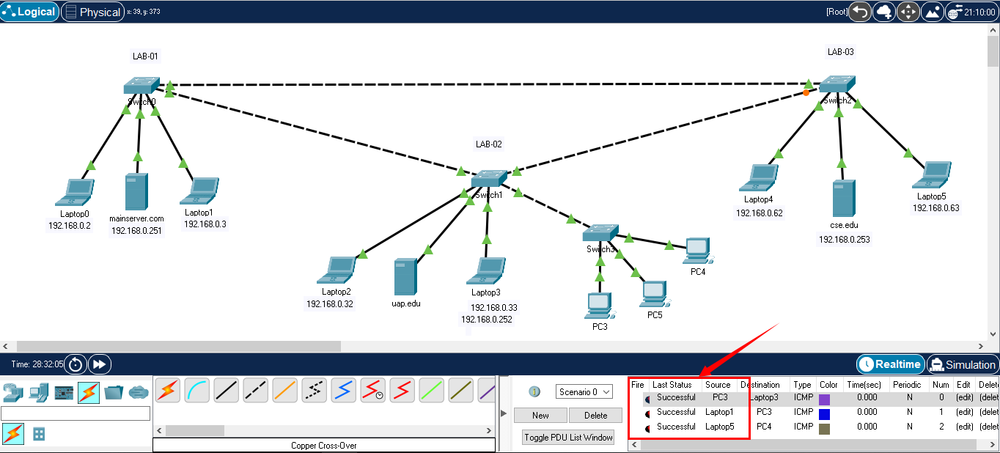 Logical Physical x: 39, y: 373 [Root] 21:10:00
LAB-01
LAB-03
Switch0
Switch2
LAB-02
Switch1
Laptop0
192.168.0.2
mainserver.com
192.168.0.251
Laptop1
192.168.0.3
Laptop4
192.168.0.62
cse.edu
192.168.0.253
Laptop5
192.168.0.63
Switch3
Laptop2
192.168.0.32
uap.edu
Laptop3
192.168.0.33
192.168.0.252
PC3
PC5
PC4
Time: 28:32:05 Realtime Simulation
Scenario 0
New Delete
Toggle PDU List Window
Copper Cross-Over
Fire Last Status Source Destination Type Color Time(sec) Periodic Num Edit Delete
Successful PC3 Laptop3 ICMP 0.000 N 0 (edit) (delet
Successful Laptop1 PC3 ICMP 0.000 N 1 (edit) (delet
Successful Laptop5 PC4 ICMP 0.000 N 2 (edit) (delet